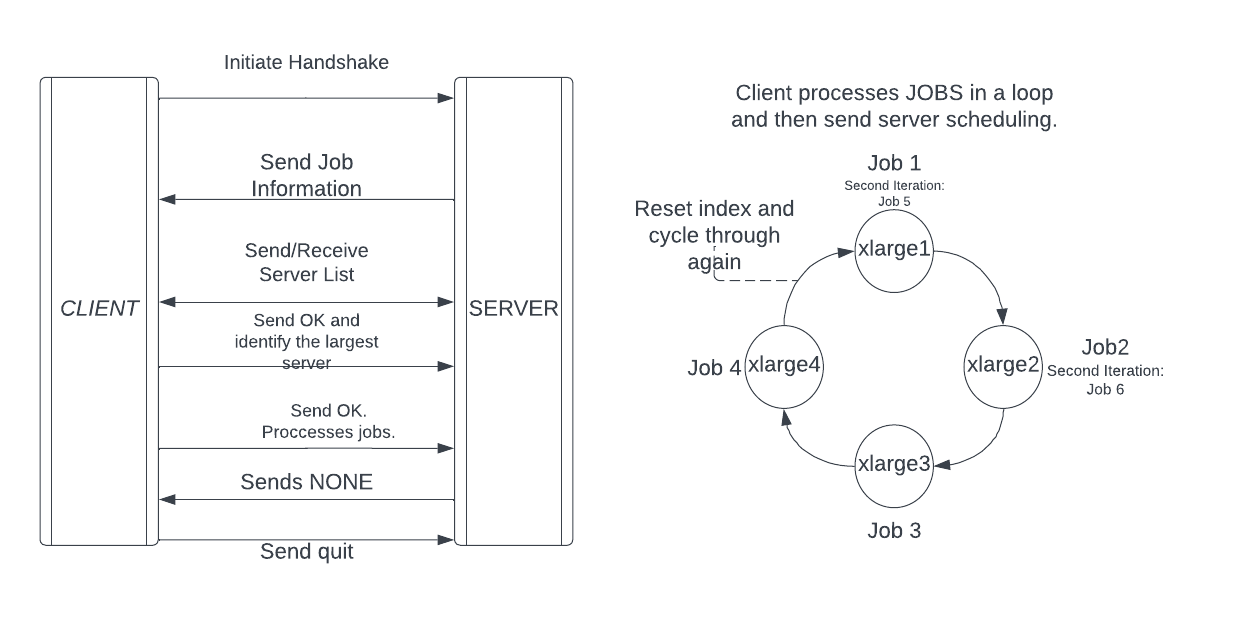 Initiate Handshake
Send Job
Information
Send/Receive
Server List
CLIENT
SERVER
Send OK and
identify the largest
server
Send OK.
Proccesses jobs.
Sends NONE
Send quit
Client processes JOBS in a loop
and then send server scheduling.
Job 1
Second Iteration:
Job 5
Reset index and
cycle through
again
xlarge1
Job2
Second Iteration:
Job 6
xlarge2
Job 4
xlarge4
xlarge3
Job 3